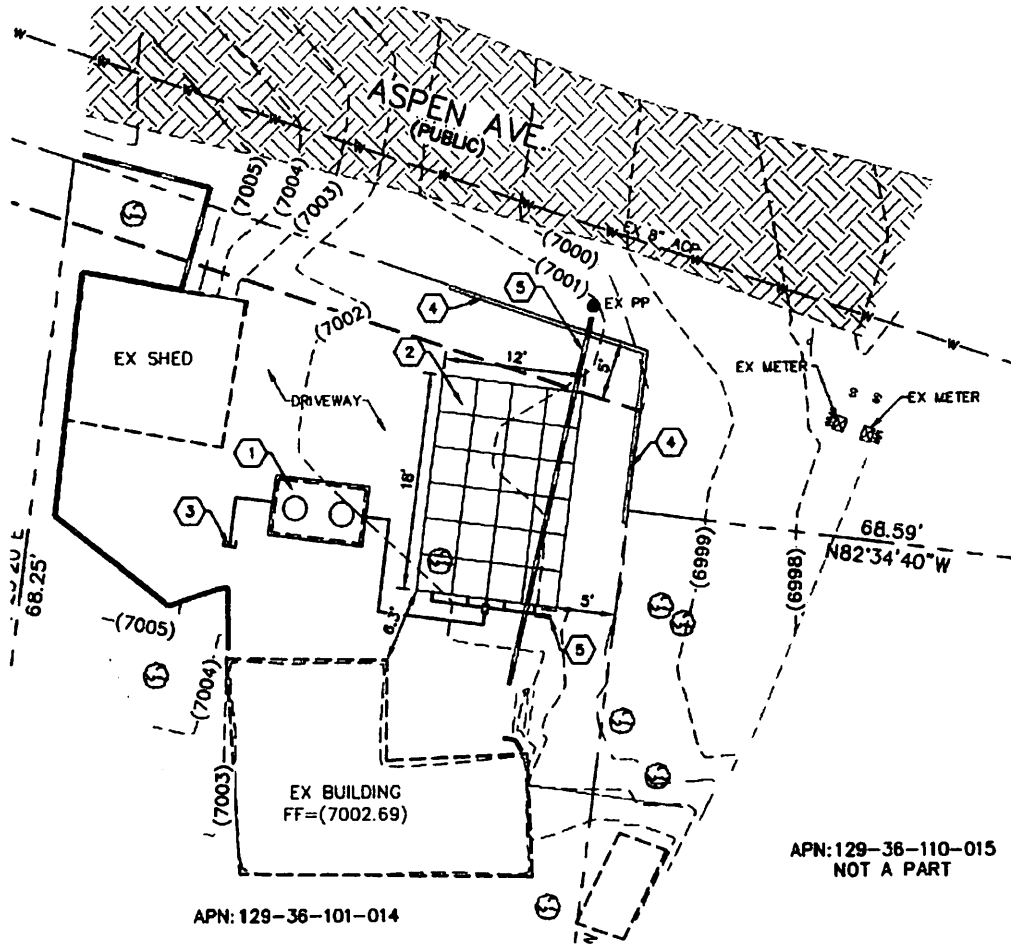 ASPEN AVE.
(PUBLIC)
(7005)
(7004)
(7003)
EX 8" ACP
(7000)
(7001)
EX PP
(7002)
EX SHED
DRIVEWAY
12'
5'
18'
EX METER
EX METER
S S
1
2
3
4
5
4
5
68.59'
N82°34'40"W
(6999)
(6998)
68.25'
(7005)
(7004)
(7003)
5'
EX BUILDING
FF=(7002.69)
APN: 129-36-101-014
APN: 129-36-110-015
NOT A PART
W W W W W W W W W